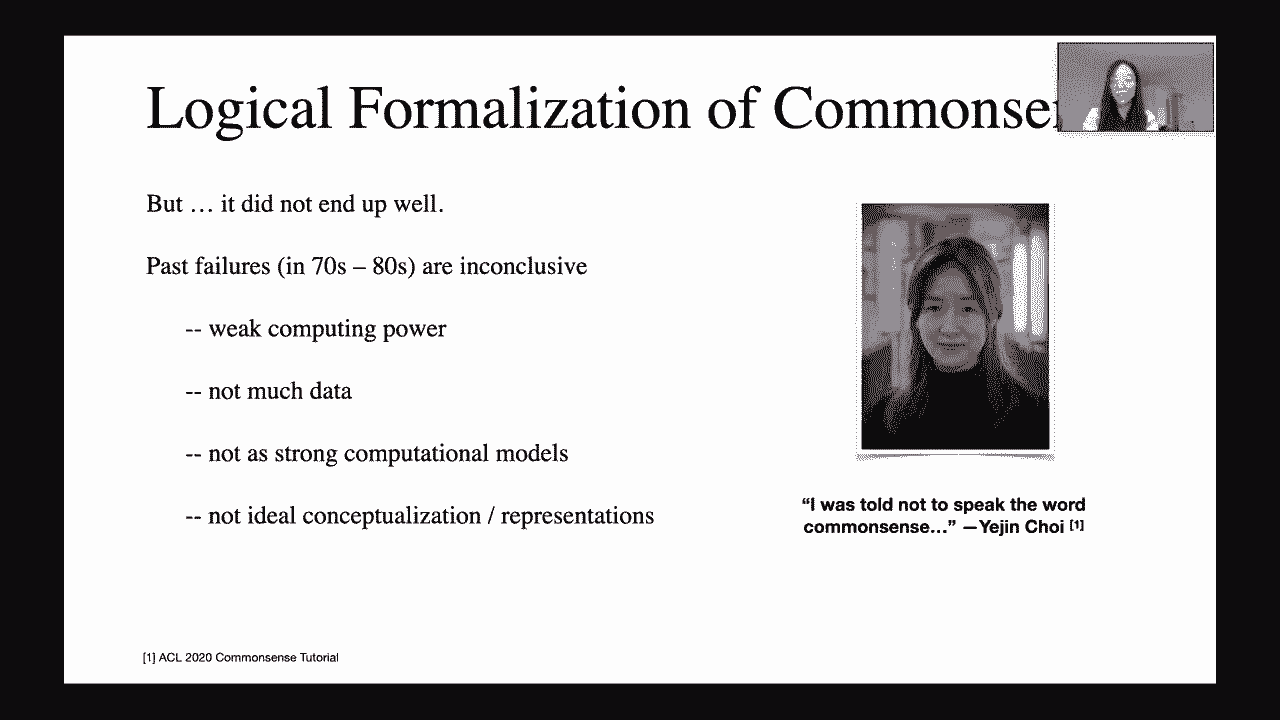 Logical Formalization of
But … it did not end up well.
Past failures (in 70s – 80s) are inconclusive
-- weak computing power
-- not much data
-- not as strong computational models
-- not ideal conceptualization / representations
“I was told not to speak the word
commonsense…” —Yejin Choi [1]
[1] ACL 2020 Commonsense Tutorial